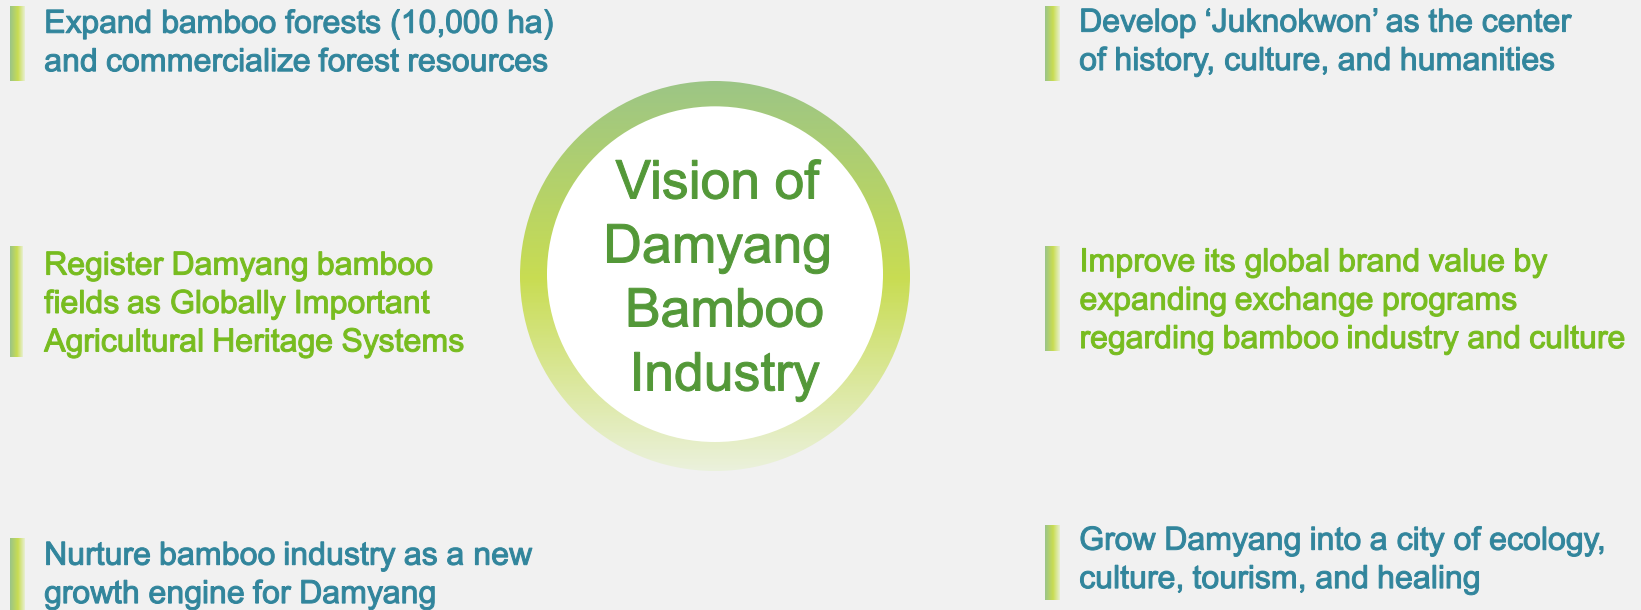 Expand bamboo forests (10,000 ha)
and commercialize forest resources
Register Damyang bamboo
fields as Globally Important
Agricultural Heritage Systems
Nurture bamboo industry as a new
growth engine for Damyang
Vision of
Damyang
Bamboo
Industry
Develop ‘Juknokwon’ as the center
of history, culture, and humanities
Improve its global brand value by
expanding exchange programs
regarding bamboo industry and culture
Grow Damyang into a city of ecology,
culture, tourism, and healing